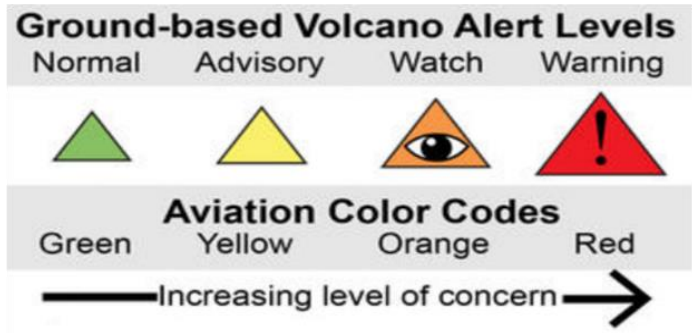 Ground-based Volcano Alert Levels
Normal Advisory Watch Warning
!
Aviation Color Codes
Green Yellow Orange Red
Increasing level of concern